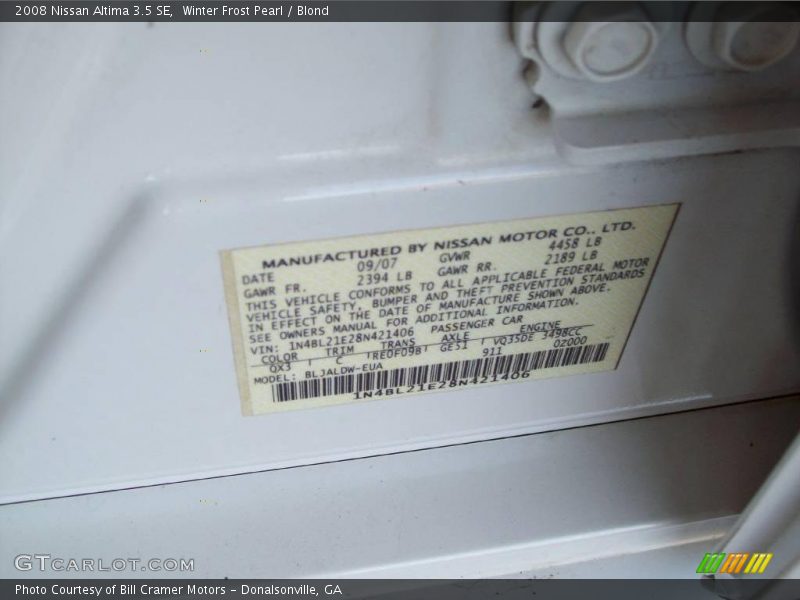 2008 Nissan Altima 3.5 SE,  Winter Frost Pearl / Blond
MANUFACTURED BY NISSAN MOTOR CO., LTD.
DATE 09/07 GVWR 4458 LB
GAWR FR. 2394 LB GAWR RR. 2189 LB
THIS VEHICLE CONFORMS TO ALL APPLICABLE FEDERAL MOTOR
VEHICLE SAFETY, BUMPER AND THEFT PREVENTION STANDARDS
IN EFFECT ON THE DATE OF MANUFACTURE SHOWN ABOVE.
SEE OWNERS MANUAL FOR ADDITIONAL INFORMATION.
VIN: 1N4BL21E28N421406 PASSENGER CAR
COLOR TRIM TRANS AXLE ENGINE
QX3 C RE0F09B GE51 VQ35DE 3498CC
911 02000
MODEL: BLJALDW-EUA
1N4BL21E28N421406
GTCARLOT.COM
Photo Courtesy of Bill Cramer Motors – Donalsonville, GA